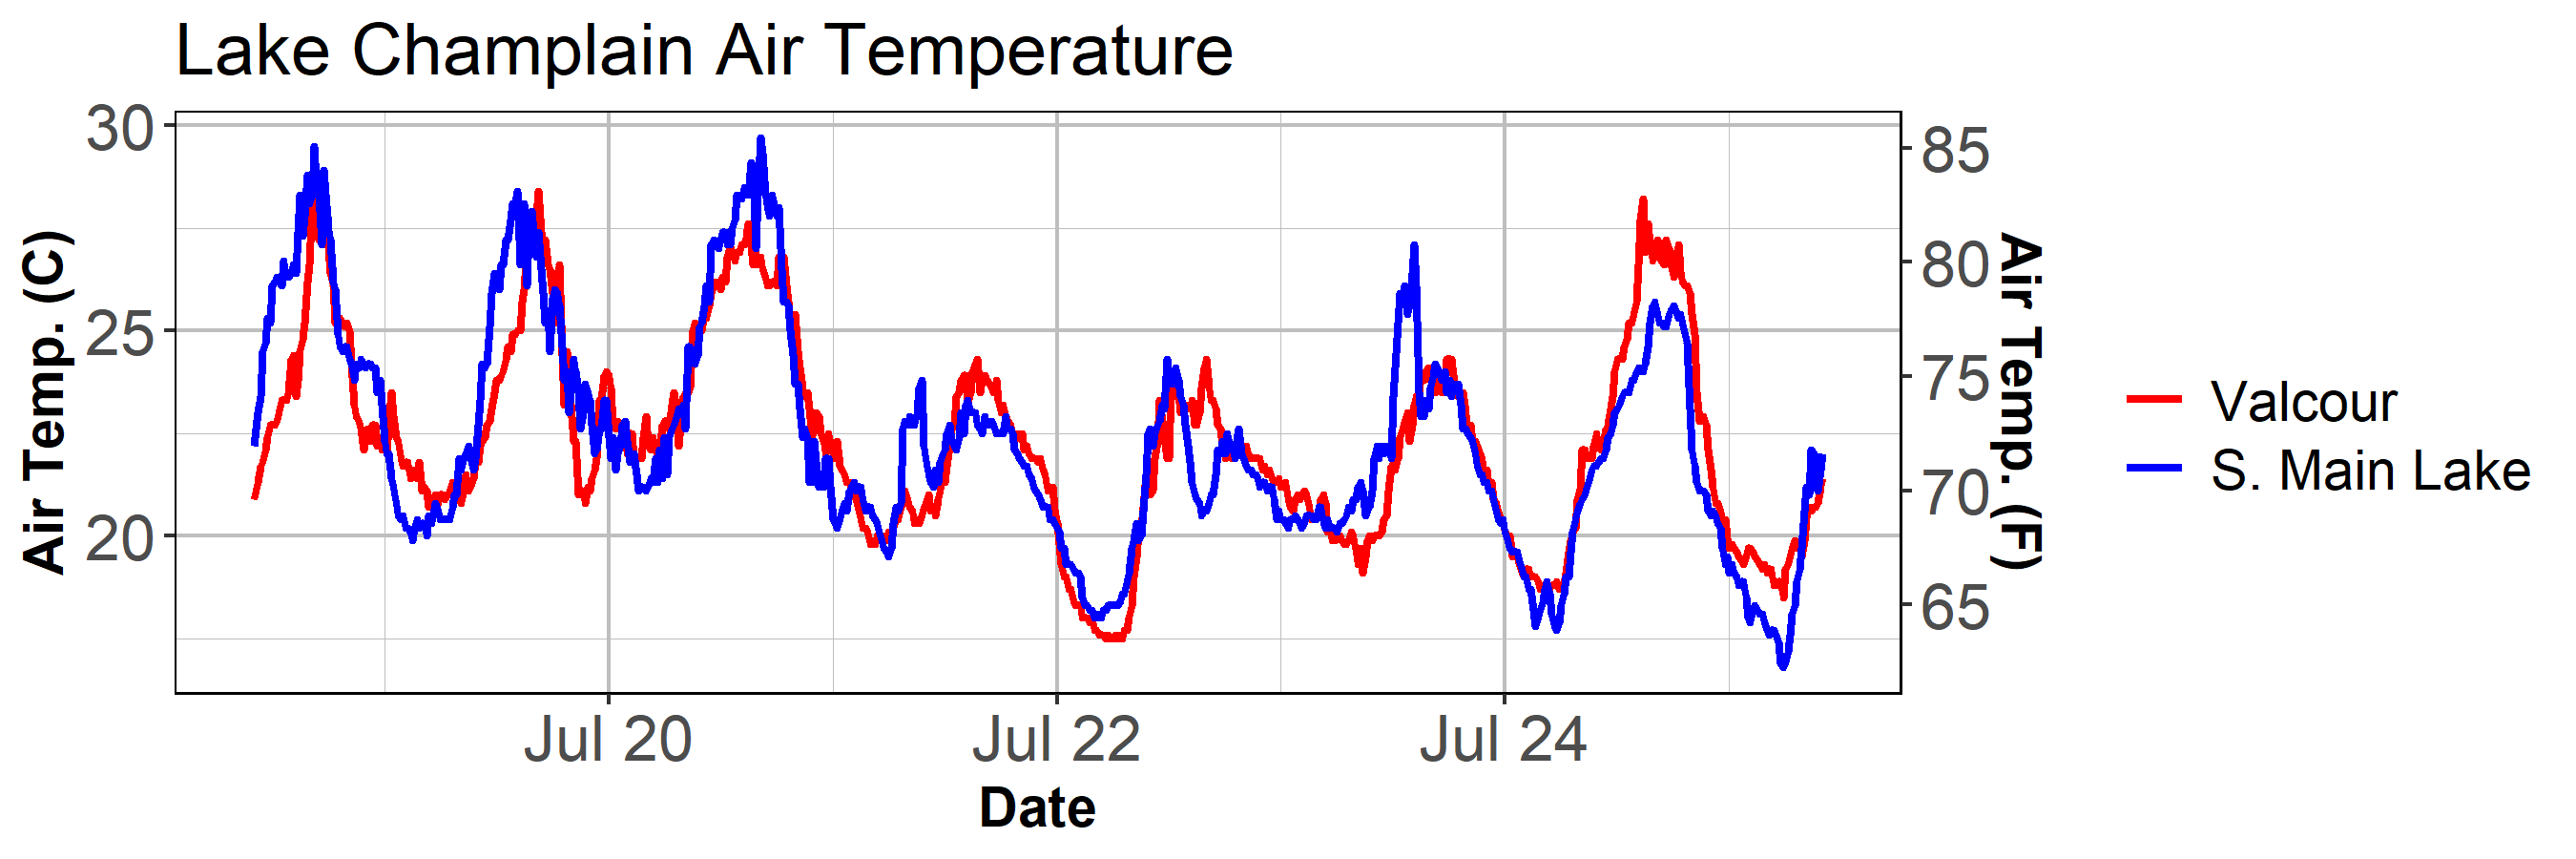 Lake Champlain Air Temperature
Air Temp. (C)
30
25
20
85
80
75
70
65
Air Temp. (F)
Jul 20
Jul 22
Jul 24
Date
Valcour
S. Main Lake